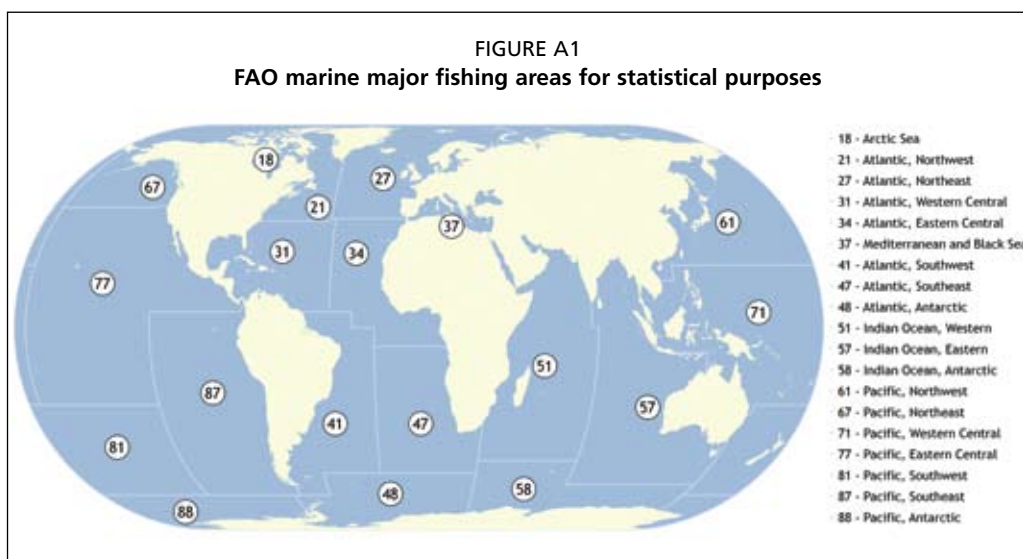 FIGURE A1
FAO marine major fishing areas for statistical purposes
18 - Arctic Sea
21 - Atlantic, Northwest
27 - Atlantic, Northeast
31 - Atlantic, Western Central
34 - Atlantic, Eastern Central
37 - Mediterranean and Black Sea
41 - Atlantic, Southwest
47 - Atlantic, Southeast
48 - Atlantic, Antarctic
51 - Indian Ocean, Western
57 - Indian Ocean, Eastern
58 - Indian Ocean, Antarctic
61 - Pacific, Northwest
67 - Pacific, Northeast
71 - Pacific, Western Central
77 - Pacific, Eastern Central
81 - Pacific, Southwest
87 - Pacific, Southeast
88 - Pacific, Antarctic
18
27
67
21
37
61
31
34
77
71
51
87
57
41
47
81
58
48
88